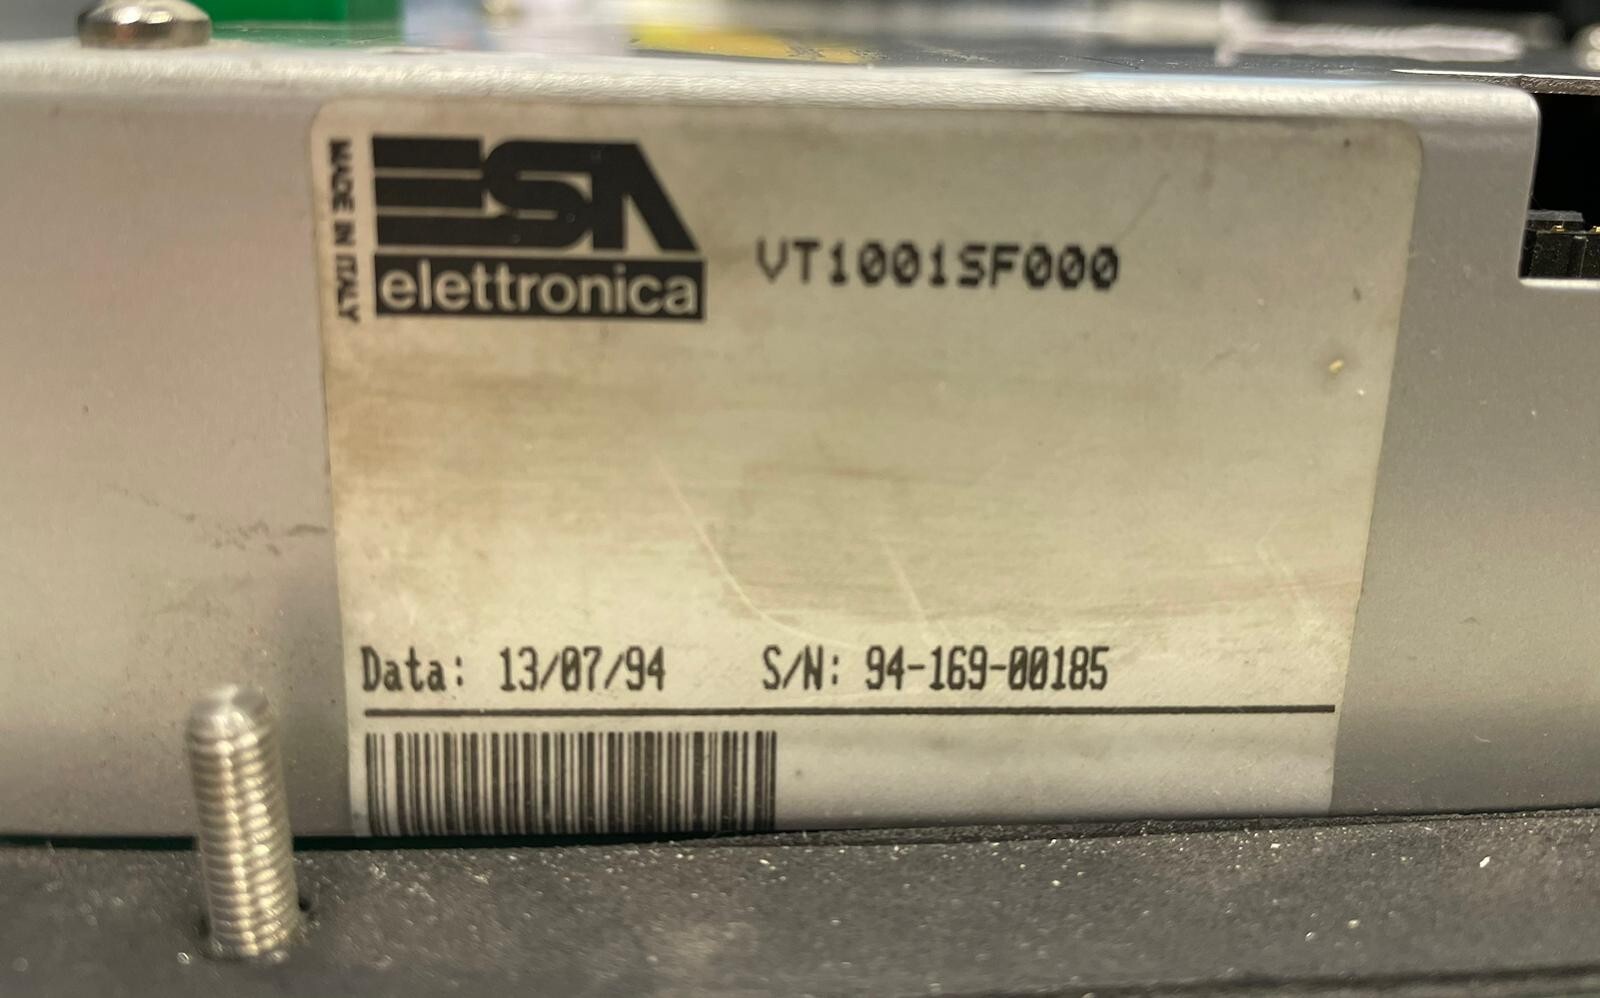 MADE IN ITALY
ESA
elettronica
VT1001SF000
Data: 13/07/94 S/N: 94-169-00185